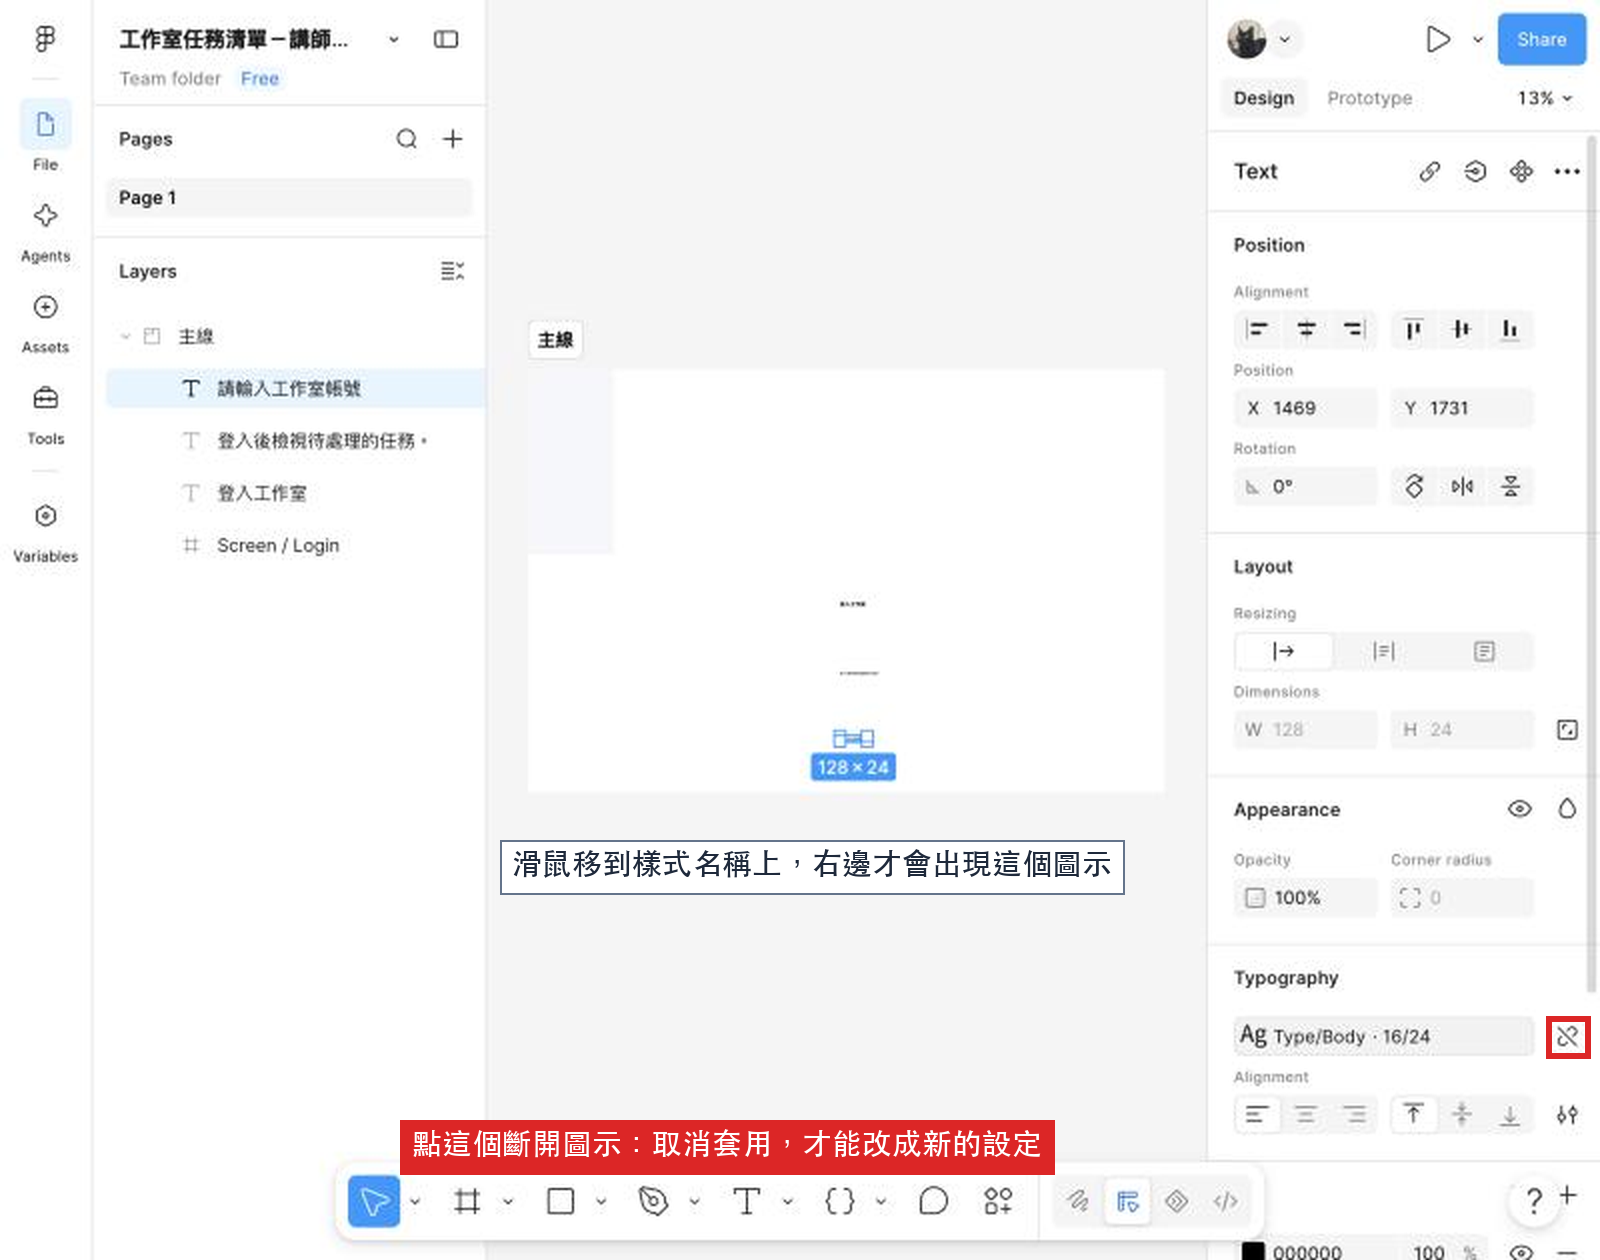 工作室任務清單－講師...
Team folder Free
File
Agents
Assets
Tools
Variables
Pages
Page 1
Layers
主線
請輸入工作室帳號
登入後檢視待處理的任務。
登入工作室
Screen / Login
主線
128 × 24
滑鼠移到樣式名稱上，右邊才會出現這個圖示
點這個斷開圖示：取消套用，才能改成新的設定
Share
Design Prototype 13%
Text
Position
Alignment
Position
X 1469 Y 1731
Rotation
0°
Layout
Resizing
Dimensions
W 128 H 24
Appearance
Opacity Corner radius
100% 0
Typography
Ag Type/Body · 16/24
Alignment
?
000000 100 %